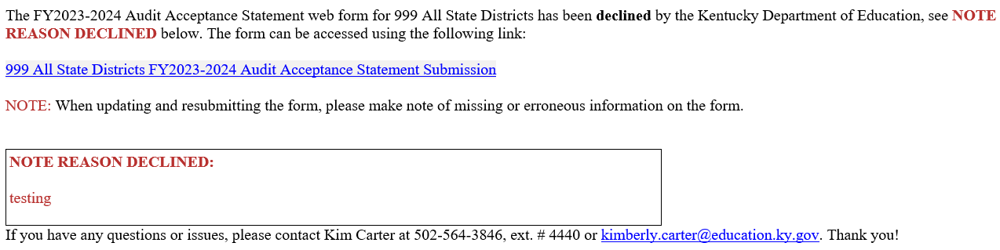 The FY2023-2024 Audit Acceptance Statement web form for 999 All State Districts has been declined by the Kentucky Department of Education, see NOTE
REASON DECLINED below. The form can be accessed using the following link:
999 All State Districts FY2023-2024 Audit Acceptance Statement Submission
NOTE: When updating and resubmitting the form, please make note of missing or erroneous information on the form.
NOTE REASON DECLINED:
testing
If you have any questions or issues, please contact Kim Carter at 502-564-3846, ext. # 4440 or kimberly.carter@education.ky.gov. Thank you!